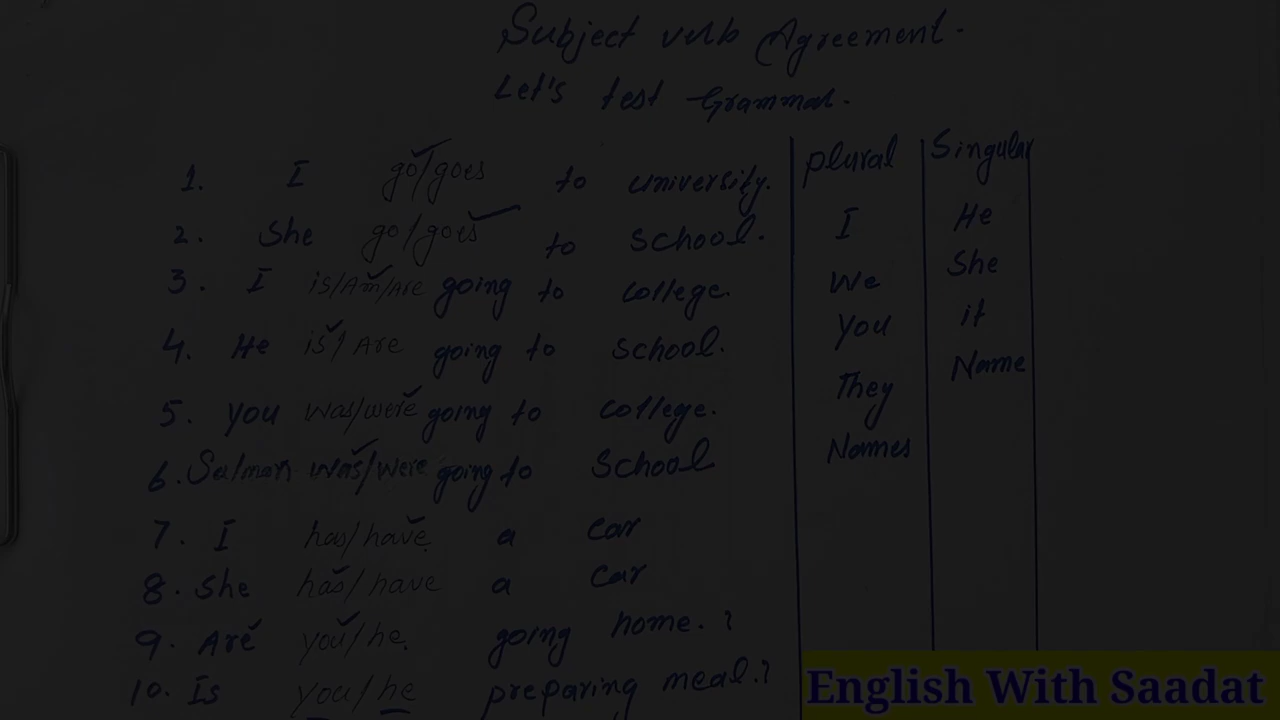 Subject verb Agreement.
Let's test Grammar.
1. I go/goes to university.
2. She go/goes to school.
3. I is/Am/Are going to college.
4. He is/Are going to school.
5. you was/were going to college.
6. Salman was/were going to School
7. I has/have a car
8. She has/have a car
9. Are you/he. going home.?
10. Is you/he preparing meal.?
plural Singular
I He
We She
you it
They Name
Names
English With Saadat